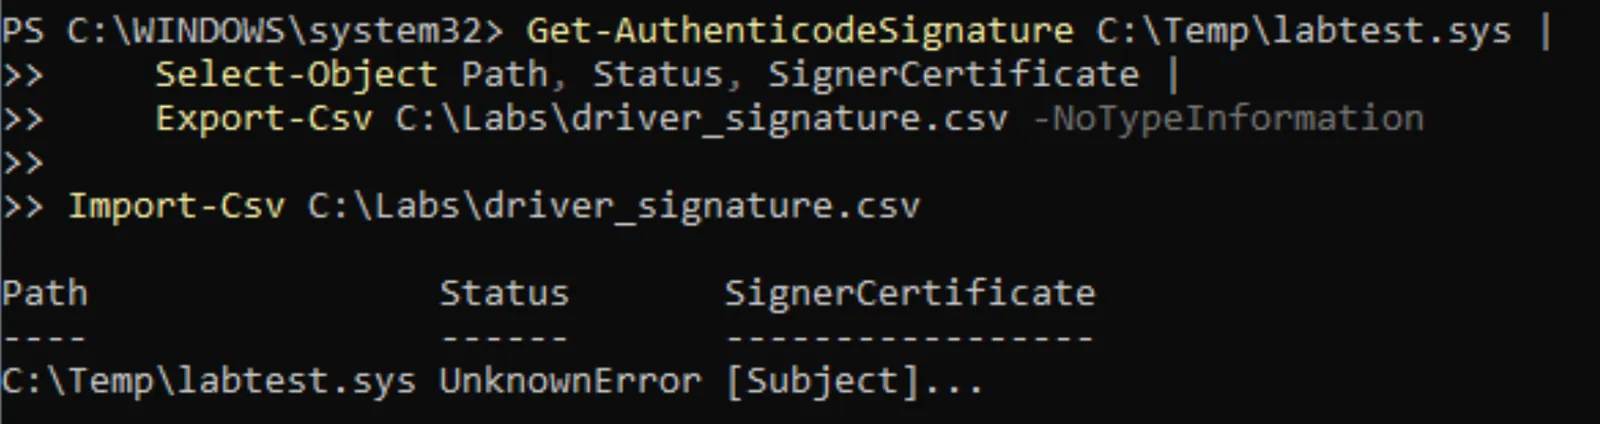 PS C:\WINDOWS\system32> Get-AuthenticodeSignature C:\Temp\labtest.sys |
>>     Select-Object Path, Status, SignerCertificate |
>>     Export-Csv C:\Labs\driver_signature.csv -NoTypeInformation
>>
>> Import-Csv C:\Labs\driver_signature.csv
Path                Status       SignerCertificate
----                ------       -----------------
C:\Temp\labtest.sys UnknownError [Subject]...